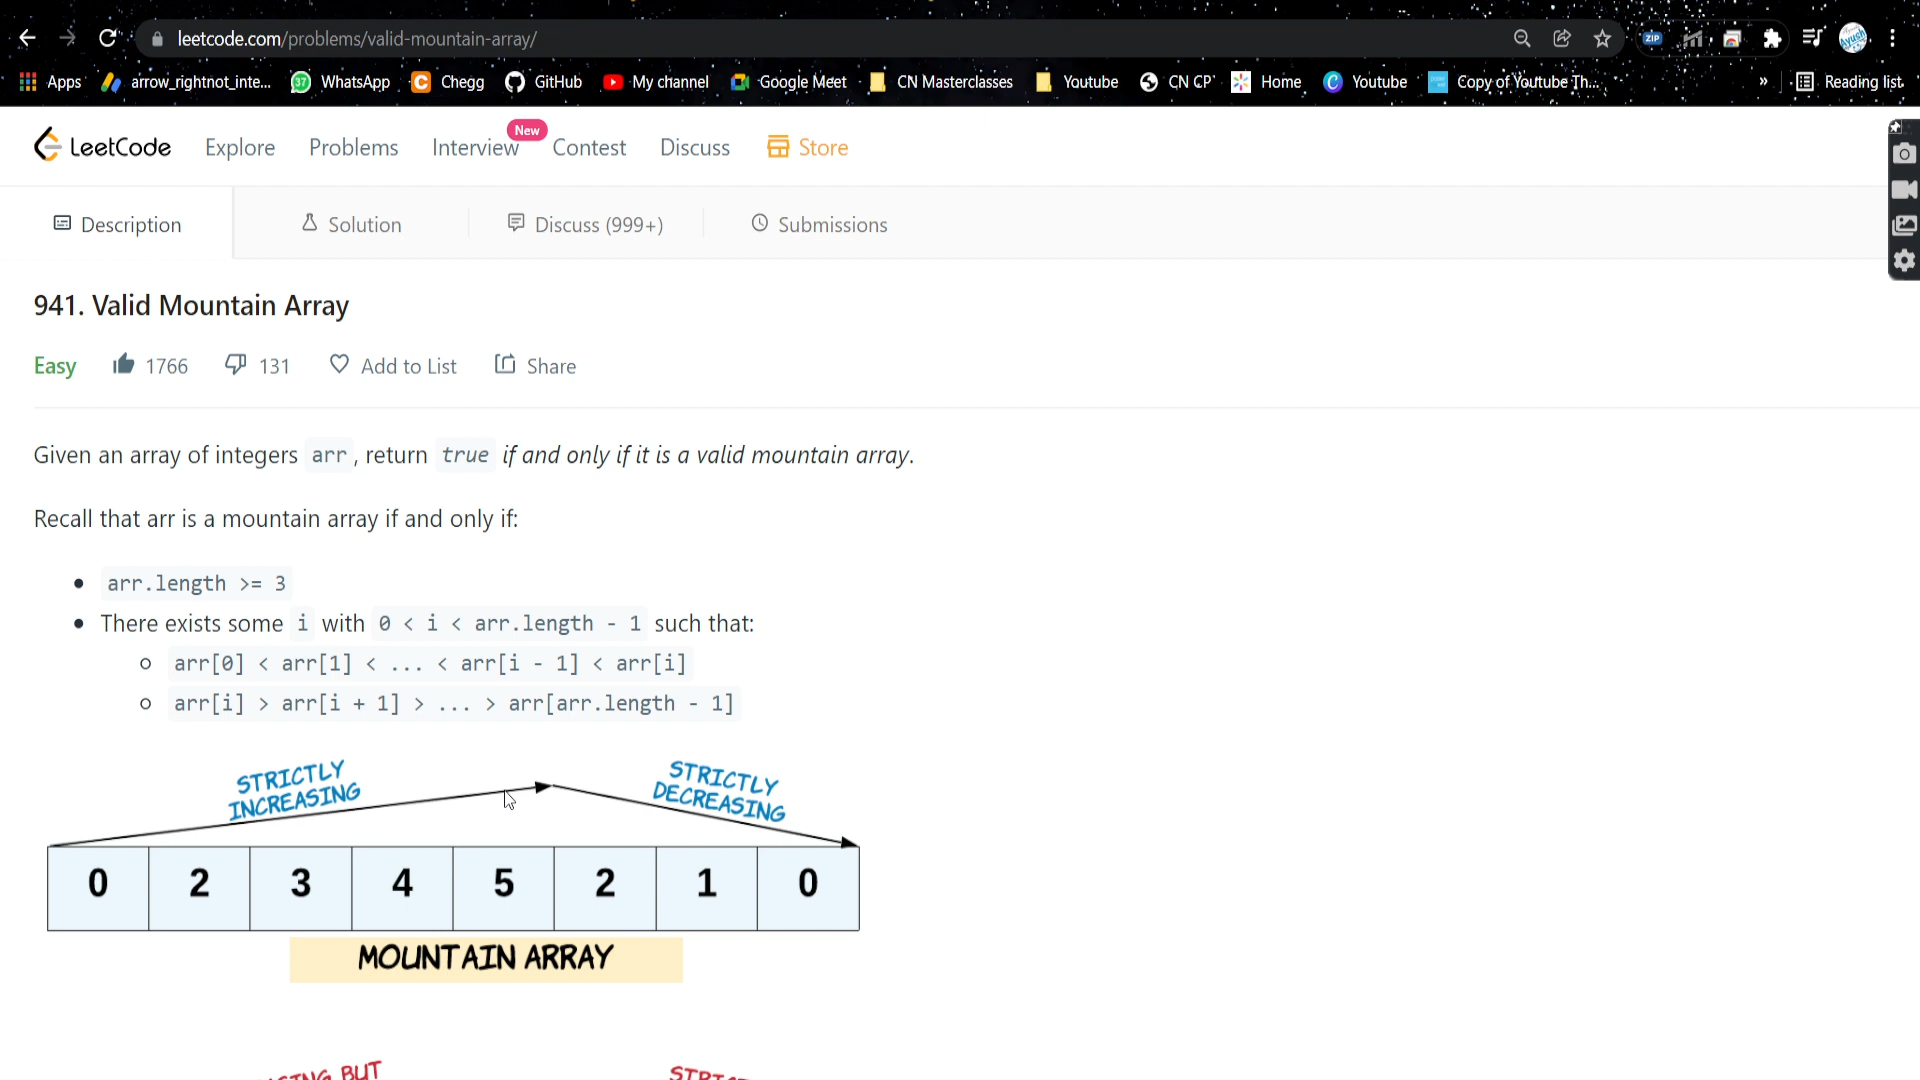 leetcode.com/problems/valid-mountain-array/
ZIP
Ayush
Apps arrow_rightnot_inte... 37 WhatsApp C Chegg GitHub My channel Google Meet CN Masterclasses Youtube CN CP Home C Youtube Copy of Youtube Th... » Reading list
LeetCode Explore Problems Interview New Contest Discuss Store
Description Solution Discuss (999+) Submissions
941. Valid Mountain Array
Easy 1766 131 Add to List Share
Given an array of integers arr, return true if and only if it is a valid mountain array.
Recall that arr is a mountain array if and only if:
• arr.length >= 3
• There exists some i with 0 < i < arr.length - 1 such that:
○ arr[0] < arr[1] < ... < arr[i - 1] < arr[i]
○ arr[i] > arr[i + 1] > ... > arr[arr.length - 1]
STRICTLY
INCREASING
STRICTLY
DECREASING
0 2 3 4 5 2 1 0
MOUNTAIN ARRAY
BUT